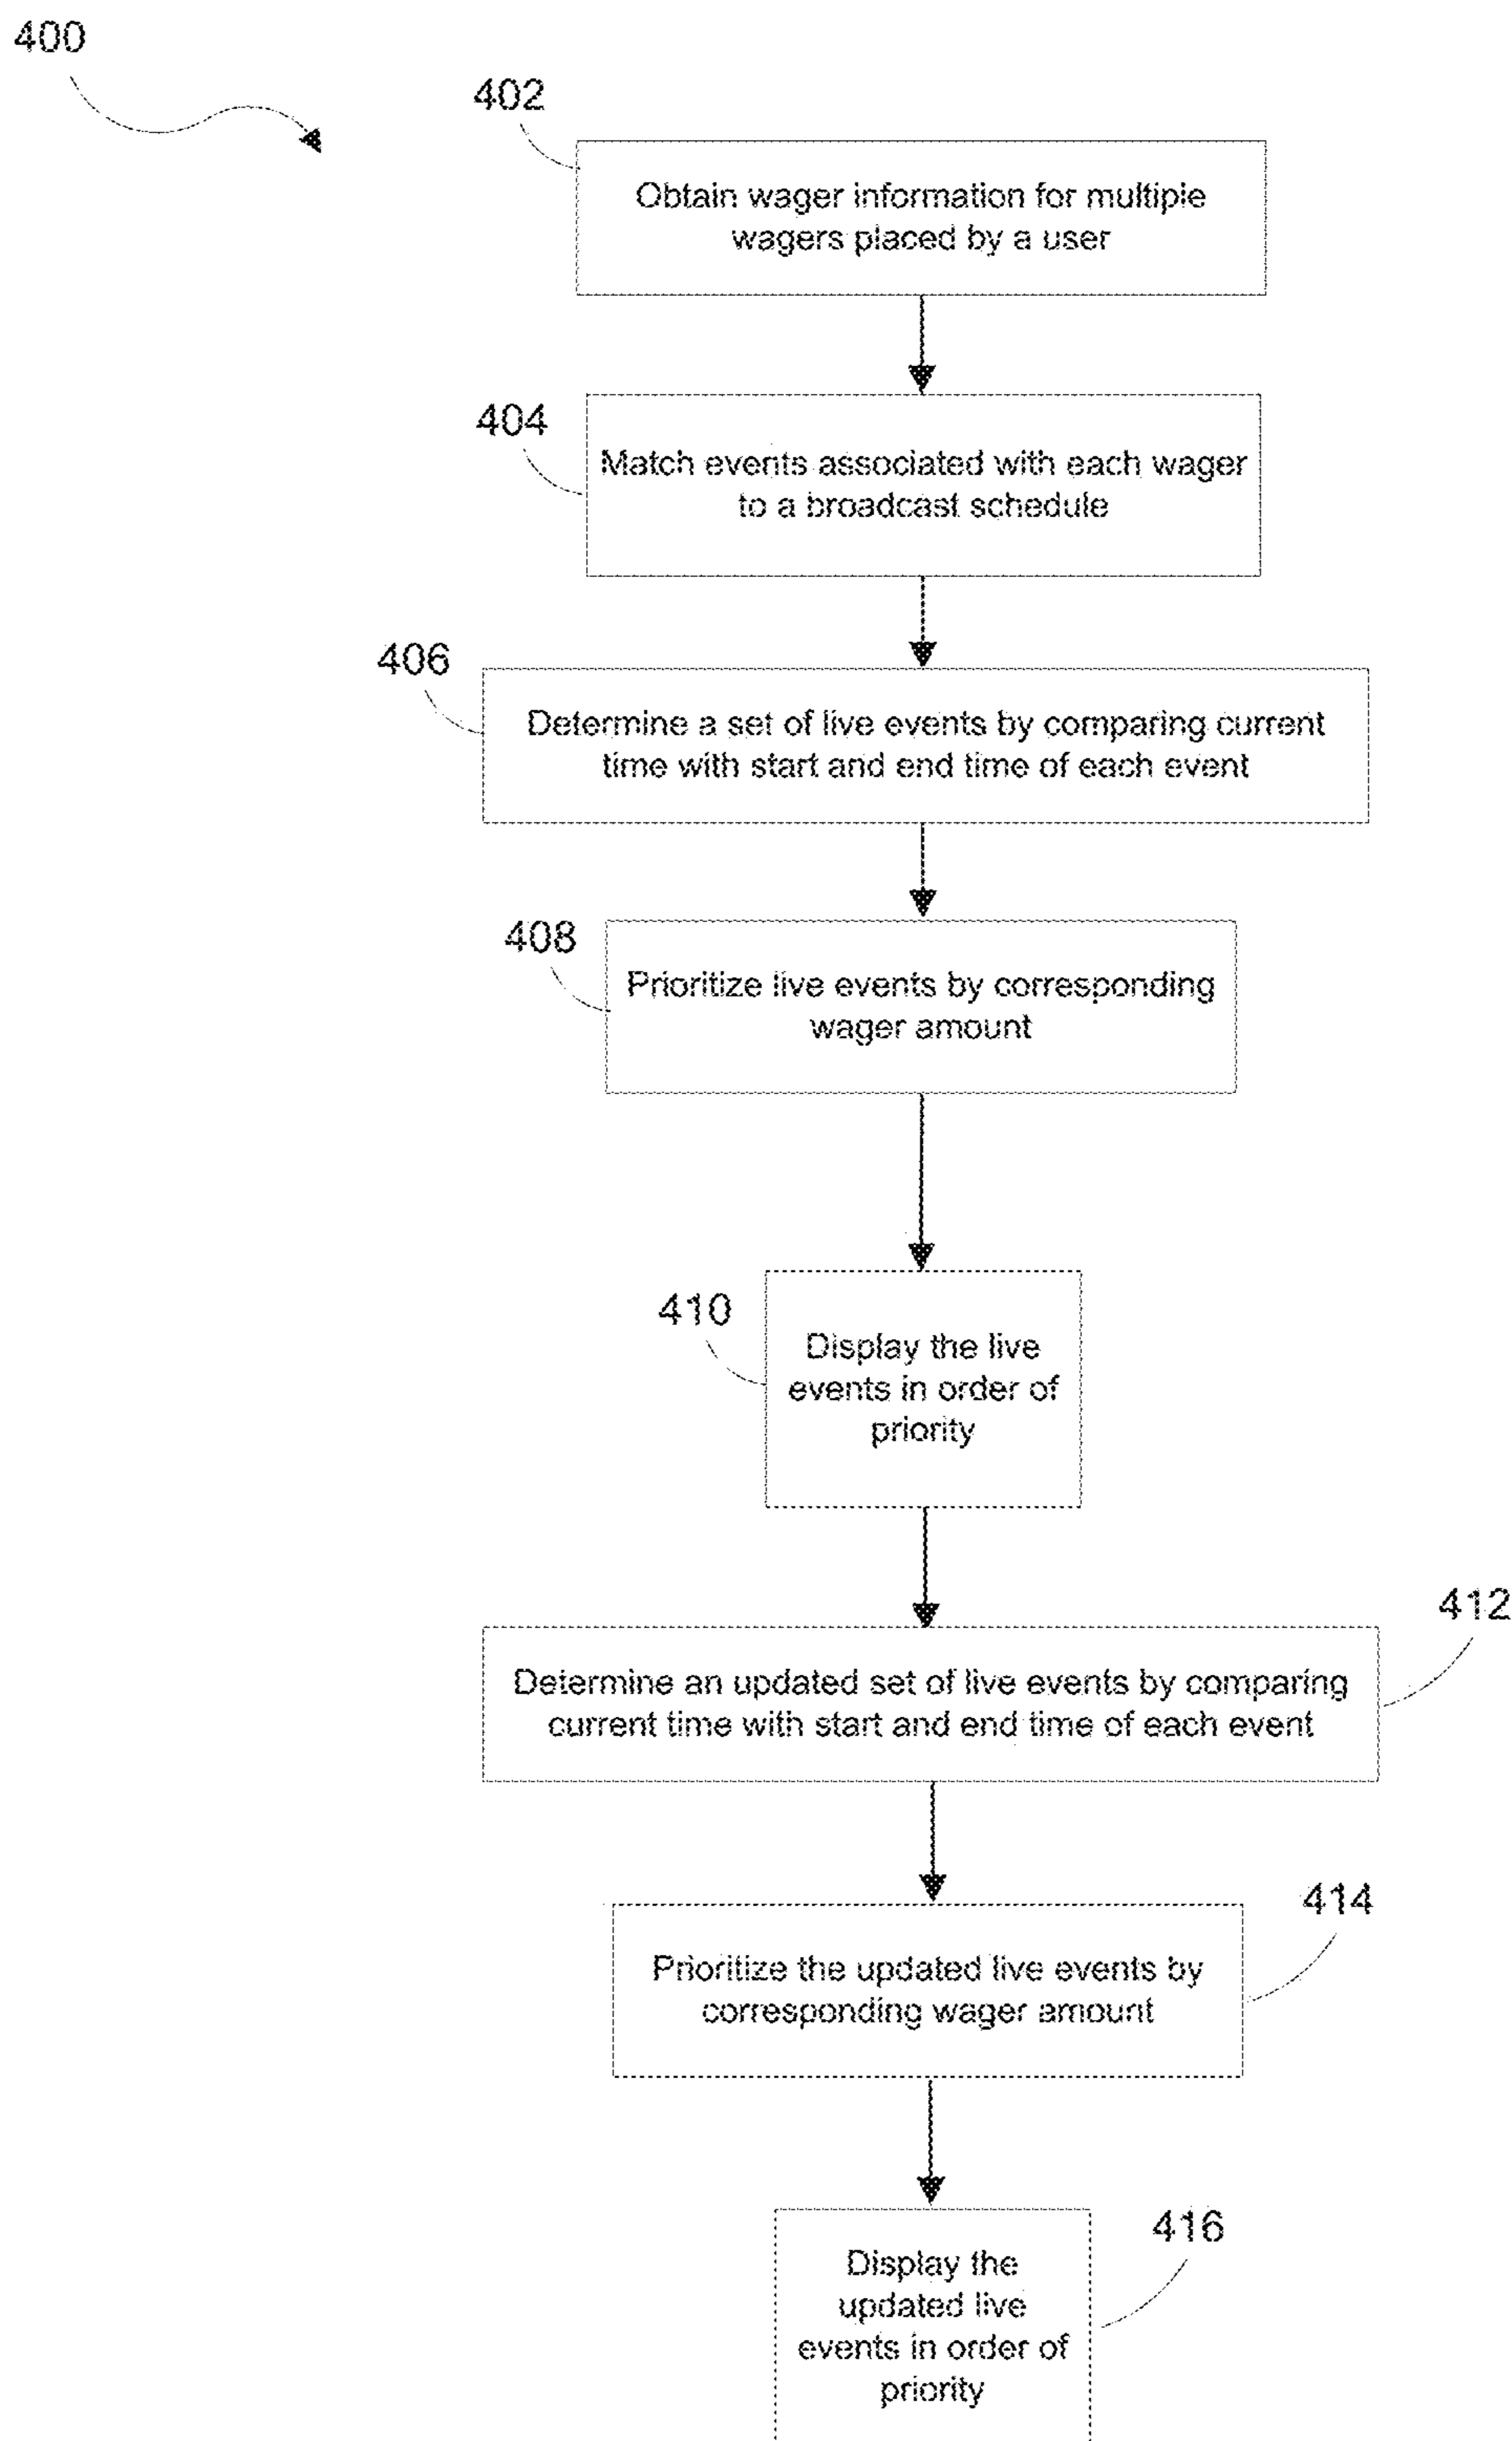 400
402
Obtain wager information for multiple
wagers placed by a user
404
Match events associated with each wager
to a broadcast schedule
406
Determine a set of live events by comparing current
time with start and end time of each event
408
Prioritize live events by corresponding
wager amount
410
Display the live
events in order of
priority
412
Determine an updated set of live events by comparing
current time with start and end time of each event
414
Prioritize the updated live events by
corresponding wager amount
416
Display the
updated live
events in order of
priority